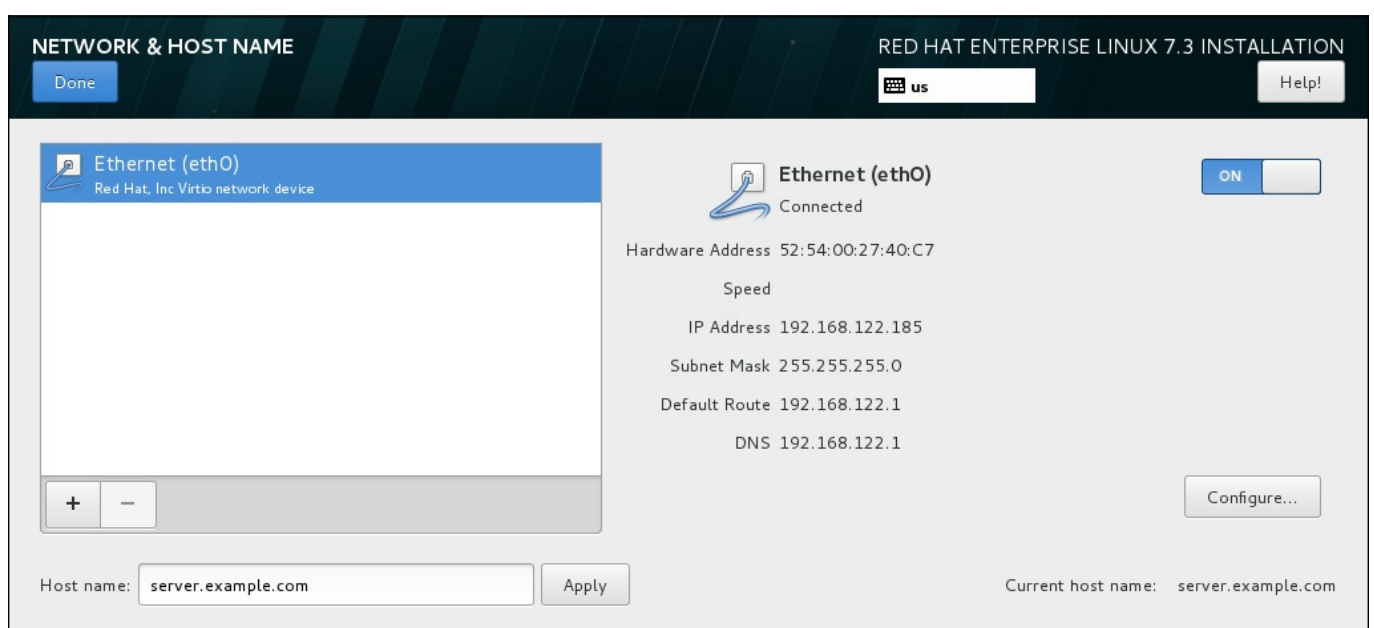 NETWORK & HOST NAME
RED HAT ENTERPRISE LINUX 7.3 INSTALLATION
Done
us
Help!
Ethernet (eth0)
Red Hat, Inc Virtio network device
Ethernet (eth0)
Connected
ON
Hardware Address 52:54:00:27:40:C7
Speed
IP Address 192.168.122.185
Subnet Mask 255.255.255.0
Default Route 192.168.122.1
DNS 192.168.122.1
+ −
Configure...
Host name: server.example.com Apply
Current host name: server.example.com